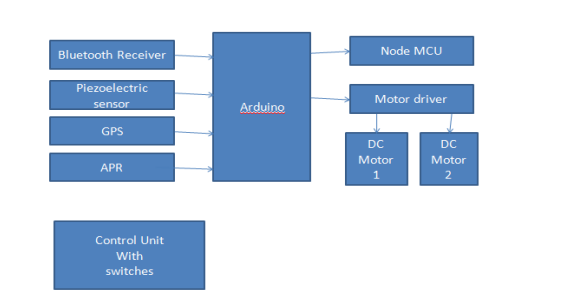 Bluetooth Receiver
Piezoelectric
sensor
GPS
APR
Arduino
Node MCU
Motor driver
DC
Motor
1
DC
Motor
2
Control Unit
With
switches